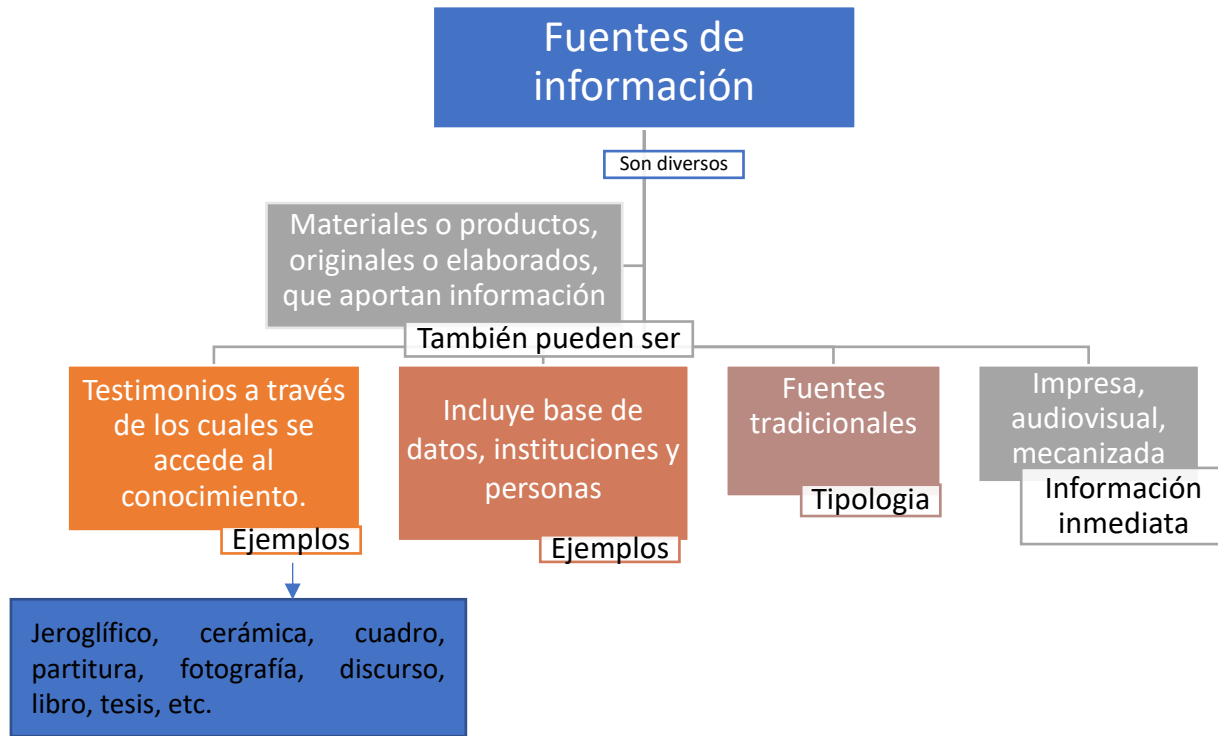 Fuentes de
información
Son diversos
Materiales o productos,
originales o elaborados,
que aportan información
También pueden ser
Testimonios a través
de los cuales se
accede al
conocimiento.
Ejemplos
Incluye base de
datos, instituciones y
personas
Ejemplos
Fuentes
tradicionales
Tipologia
Impresa,
audiovisual,
mecanizada
Información
inmediata
Jeroglífico, cerámica, cuadro,
partitura, fotografía, discurso,
libro, tesis, etc.